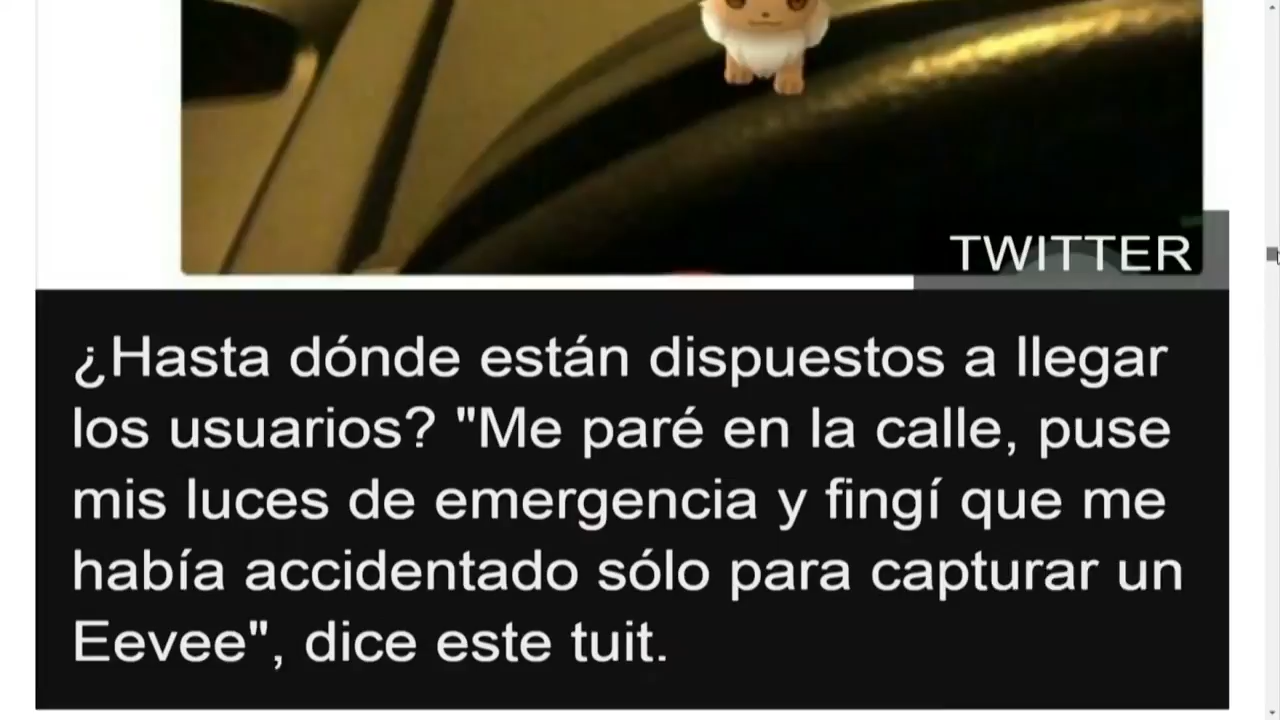 TWITTER
¿Hasta dónde están dispuestos a llegar
los usuarios? "Me paré en la calle, puse
mis luces de emergencia y fingí que me
había accidentado sólo para capturar un
Eevee", dice este tuit.